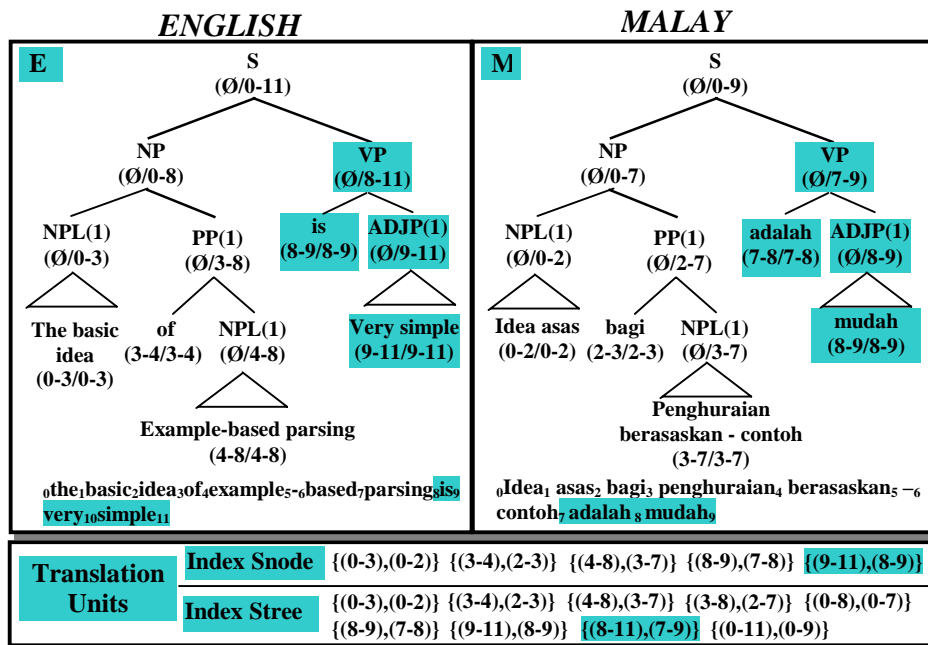 ENGLISH MALAY
E
S
(Ø/0-11)
NP
(Ø/0-8)
VP
(Ø/8-11)
NPL(1)
(Ø/0-3)
PP(1)
(Ø/3-8)
is
(8-9/8-9)
ADJP(1)
(Ø/9-11)
The basic
idea
(0-3/0-3)
of
(3-4/3-4)
NPL(1)
(Ø/4-8)
Very simple
(9-11/9-11)
Example-based parsing
(4-8/4-8)
0the1basic2idea3of4example5-6based7parsing8is9
very10simple11
M
S
(Ø/0-9)
NP
(Ø/0-7)
VP
(Ø/7-9)
NPL(1)
(Ø/0-2)
PP(1)
(Ø/2-7)
adalah
(7-8/7-8)
ADJP(1)
(Ø/8-9)
Idea asas
(0-2/0-2)
bagi
(2-3/2-3)
NPL(1)
(Ø/3-7)
mudah
(8-9/8-9)
Penghuraian
berasaskan - contoh
(3-7/3-7)
0Idea1 asas2 bagi3 penghuraian4 berasaskan5 –6
contoh7 adalah 8 mudah9
Translation
Units
Index Snode {(0-3),(0-2)} {(3-4),(2-3)} {(4-8),(3-7)} {(8-9),(7-8)} {(9-11),(8-9)}
Index Stree {(0-3),(0-2)} {(3-4),(2-3)} {(4-8),(3-7)} {(3-8),(2-7)} {(0-8),(0-7)}
{(8-9),(7-8)} {(9-11),(8-9)} {(8-11),(7-9)} {(0-11),(0-9)}